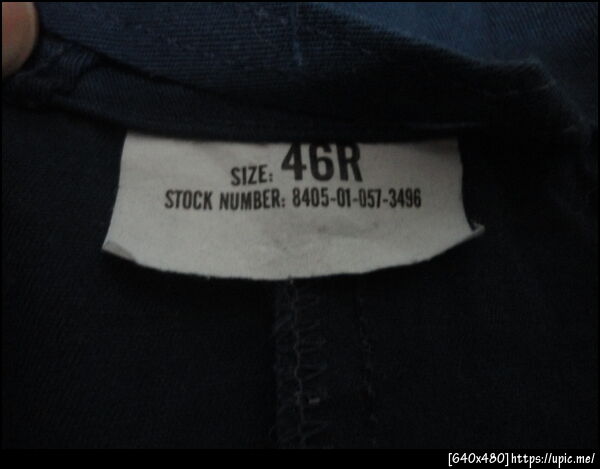 SIZE: 46R
STOCK NUMBER: 8405-01-057-3496
[640x480]https://upic.me/